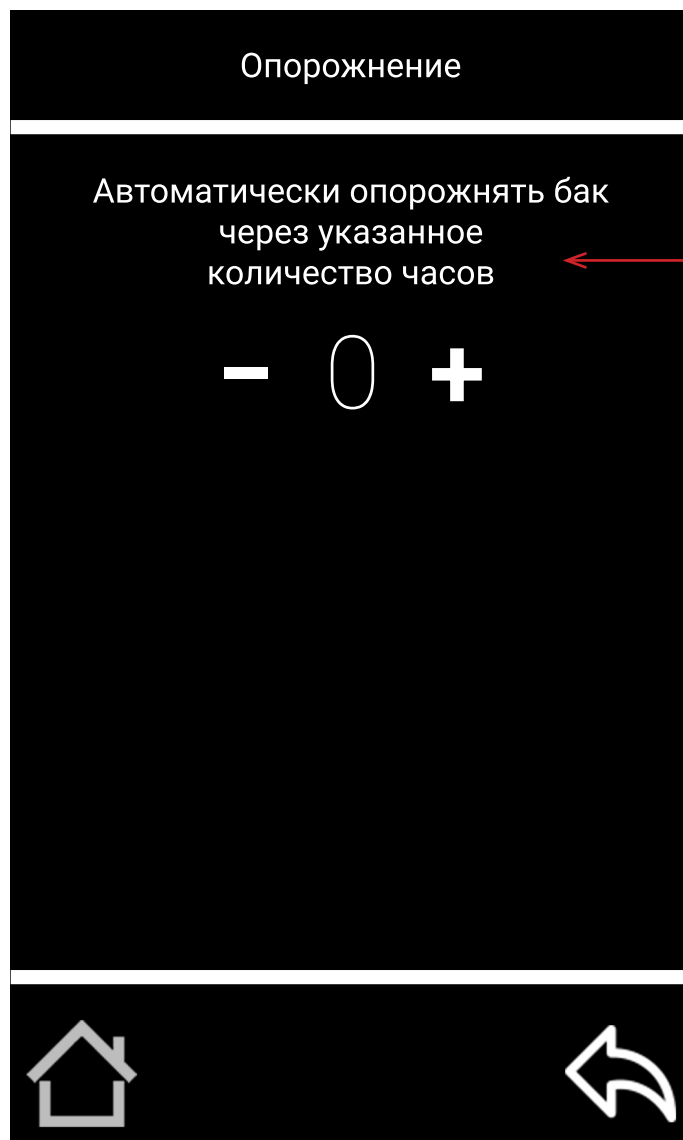 Опорожнение
Автоматически опорожнять бак
через указанное
количество часов
− 0 +